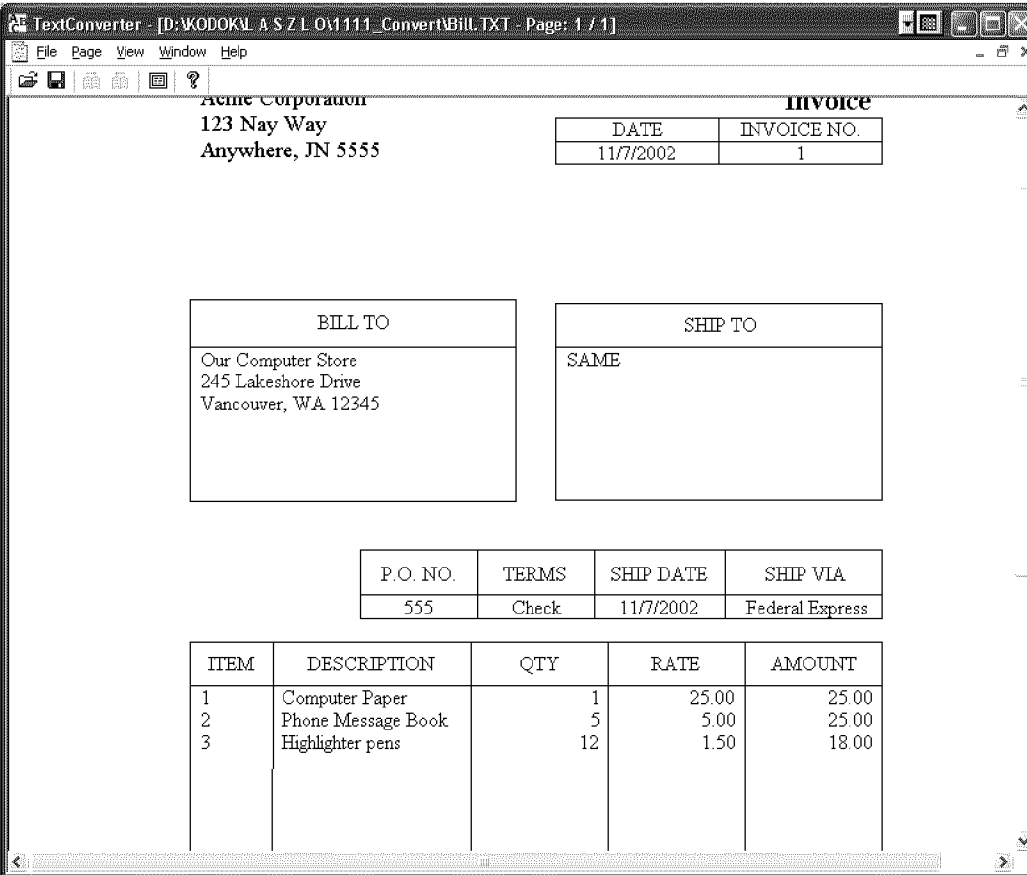 TextConverter - [D:\KODOK\L A S Z L O\1111_Convert\Bill.TXT - Page: 1 / 1]
File Page View Window Help
Acme Corporation
Invoice
123 Nay Way
Anywhere, JN 5555
DATE INVOICE NO.
11/7/2002 1
BILL TO
Our Computer Store
245 Lakeshore Drive
Vancouver, WA 12345
SHIP TO
SAME
P.O. NO. TERMS SHIP DATE SHIP VIA
555 Check 11/7/2002 Federal Express
ITEM DESCRIPTION QTY RATE AMOUNT
1 Computer Paper 1 25.00 25.00
2 Phone Message Book 5 5.00 25.00
3 Highlighter pens 12 1.50 18.00